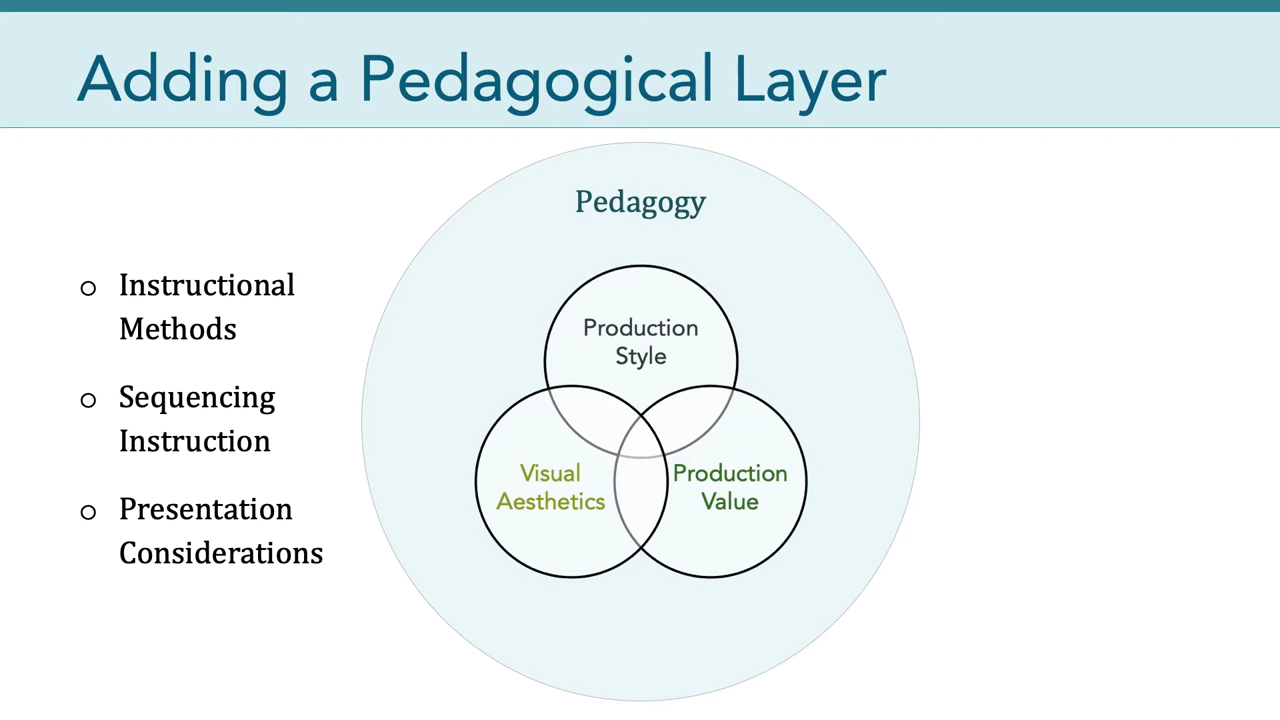 Adding a Pedagogical Layer
Instructional
Methods
Sequencing
Instruction
Presentation
Considerations
Pedagogy
Production
Style
Visual
Aesthetics
Production
Value